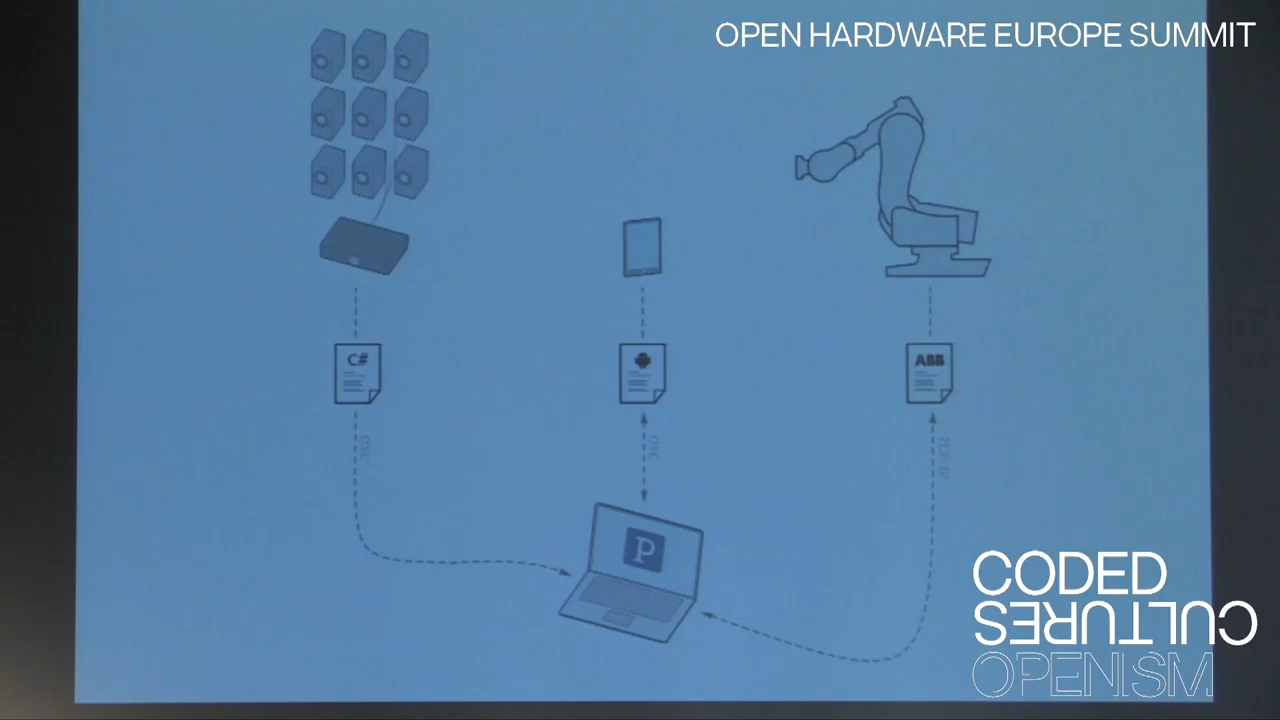 OPEN HARDWARE EUROPE SUMMIT
C#
ABB
OSC
OSC
TCP/IP
P
CODED
CULTURES
OPENISM